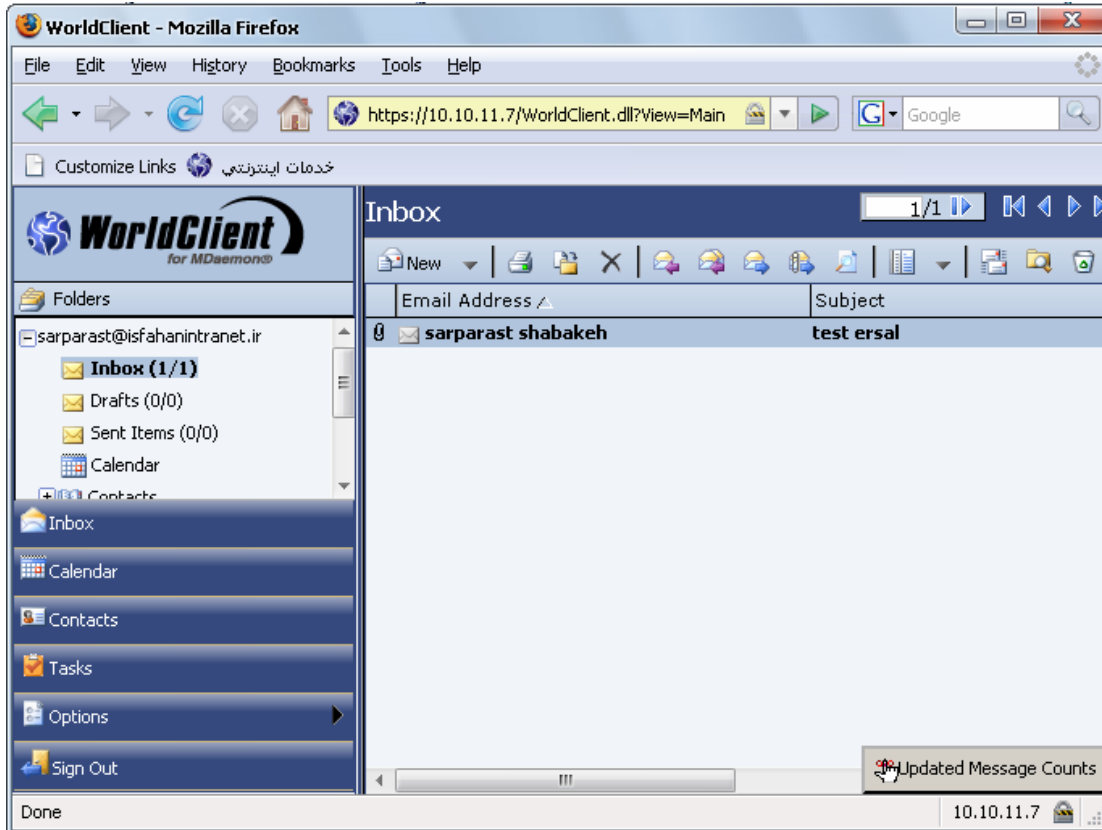 WorldClient - Mozilla Firefox
File Edit View History Bookmarks Tools Help
https://10.10.11.7/WorldClient.dll?View=Main G Google
Customize Links خدمات اينترنتي
WorldClient
for MDaemon®
Inbox 1/1
New
Folders
Email Address Subject
sarparast@isfahanintranet.ir
sarparast shabakeh test ersal
Inbox (1/1)
Drafts (0/0)
Sent Items (0/0)
Calendar
Contacts
Inbox
Calendar
Contacts
Tasks
Options
Sign Out
Updated Message Counts
Done 10.10.11.7